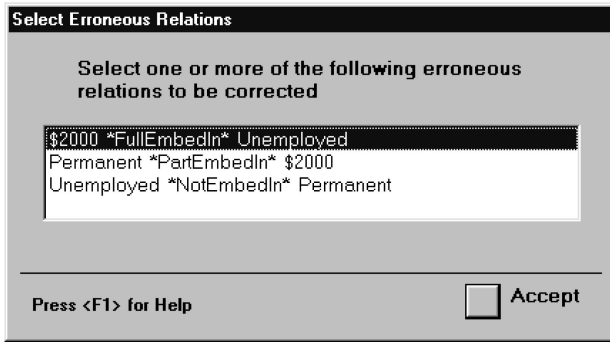 Select Erroneous Relations
Select one or more of the following erroneous
relations to be corrected
$2000 *FullEmbedIn* Unemployed
Permanent *PartEmbedIn* $2000
Unemployed *NotEmbedIn* Permanent
Press <F1> for Help
Accept